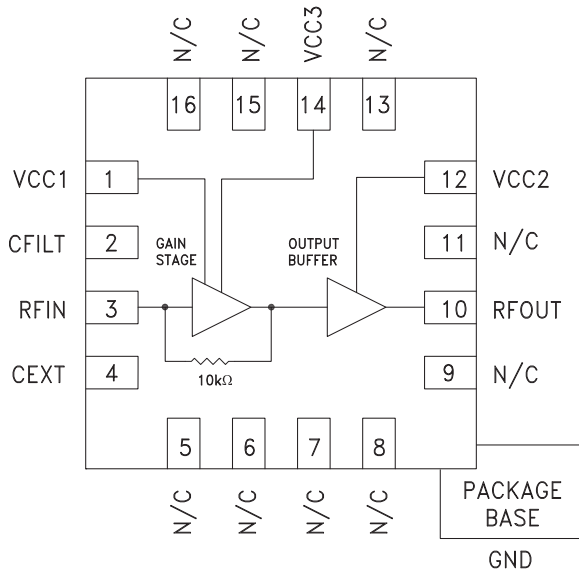 N/C
N/C
VCC3
N/C
16
15
14
13
VCC1
1
12
VCC2
CFILT
2
GAIN
STAGE
OUTPUT
BUFFER
11
N/C
RFIN
3
10
RFOUT
CEXT
4
10kΩ
9
N/C
5
6
7
8
N/C
N/C
N/C
N/C
PACKAGE
BASE
GND